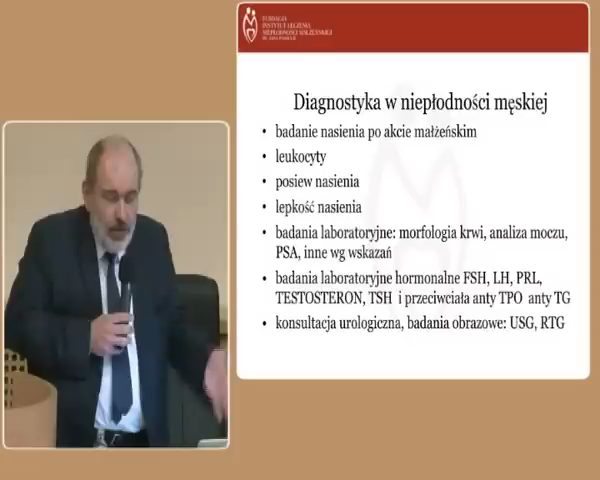 FUNDACJA
INSTYTUT LECZENIA
NIEPŁODNOŚCI MAŁŻEŃSKIEJ
IM. JANA PAWŁA II
Diagnostyka w niepłodności męskiej
• badanie nasienia po akcie małżeńskim
• leukocyty
• posiew nasienia
• lepkość nasienia
• badania laboratoryjne: morfologia krwi, analiza moczu,
PSA, inne wg wskazań
• badania laboratoryjne hormonalne FSH, LH, PRL,
TESTOSTERON, TSH i przeciwciała anty TPO anty TG
• konsultacja urologiczna, badania obrazowe: USG, RTG